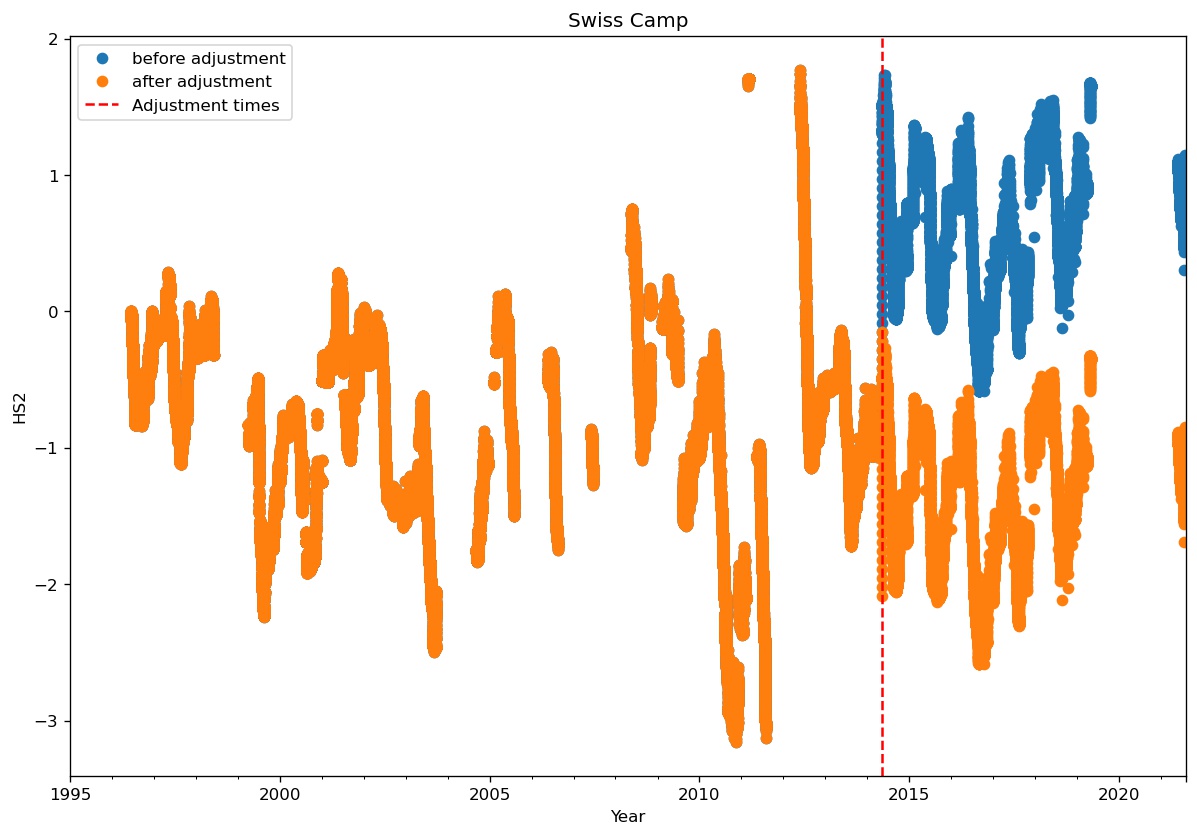 Swiss Camp
before adjustment
after adjustment
Adjustment times
HS2
2
1
0
−1
−2
−3
1995
2000
2005
2010
2015
2020
Year